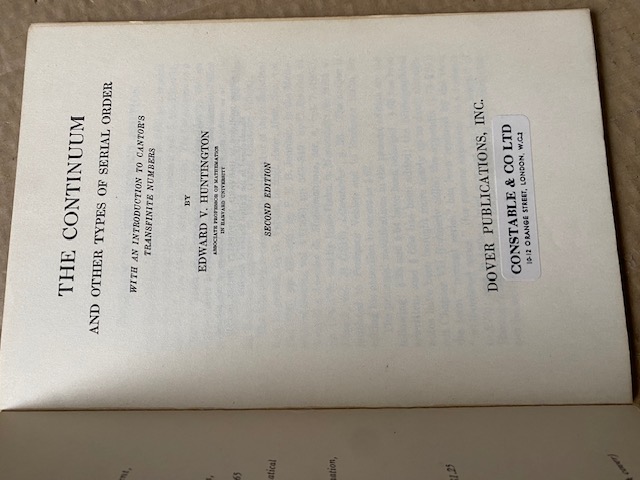 THE CONTINUUM
AND OTHER TYPES OF SERIAL ORDER
WITH AN INTRODUCTION TO CANTOR'S
TRANSFINITE NUMBERS
BY
EDWARD V. HUNTINGTON
ASSOCIATE PROFESSOR OF MATHEMATICS
IN HARVARD UNIVERSITY
SECOND EDITION
DOVER PUBLICATIONS, INC.
CONSTABLE & CO LTD
10-12 ORANGE STREET, LONDON, W.C.2